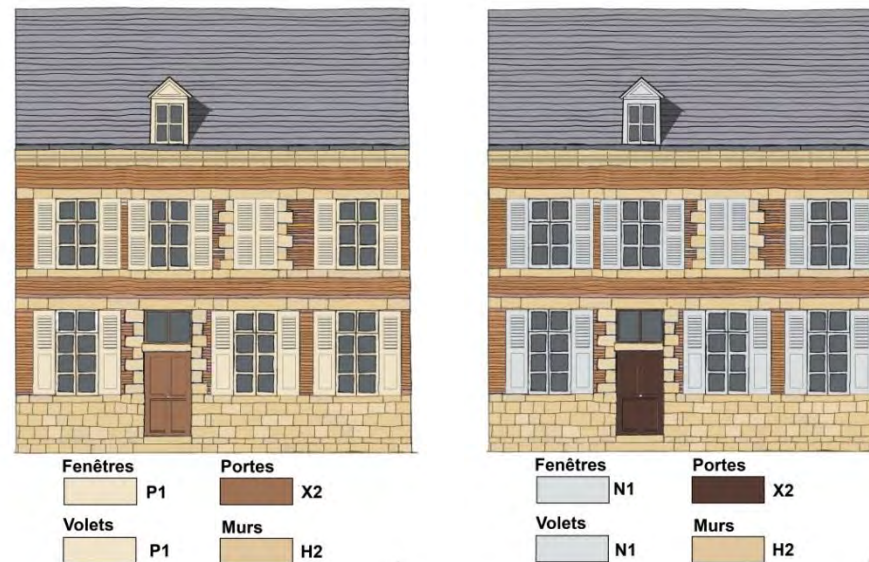 Fenêtres Portes
P1 X2
Volets Murs
P1 H2
Fenêtres Portes
N1 X2
Volets Murs
N1 H2